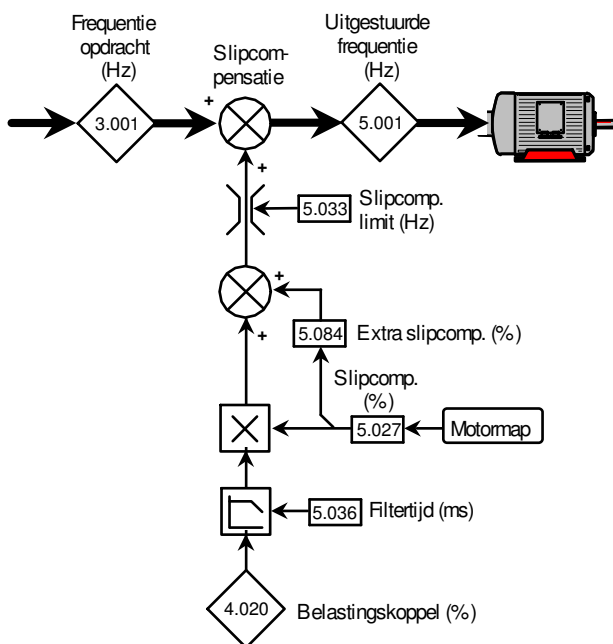 Frequentie
opdracht
(Hz)
Slipcom-
pensatie
Uitgestuurde
frequentie
(Hz)
3.001
+
5.001
+
5.033
Slipcomp.
limit (Hz)
+
5.084
Extra slipcomp. (%)
+
Slipcomp.
(%)
5.027
Motormap
5.036
Filtertijd (ms)
4.020
Belastingskoppel (%)